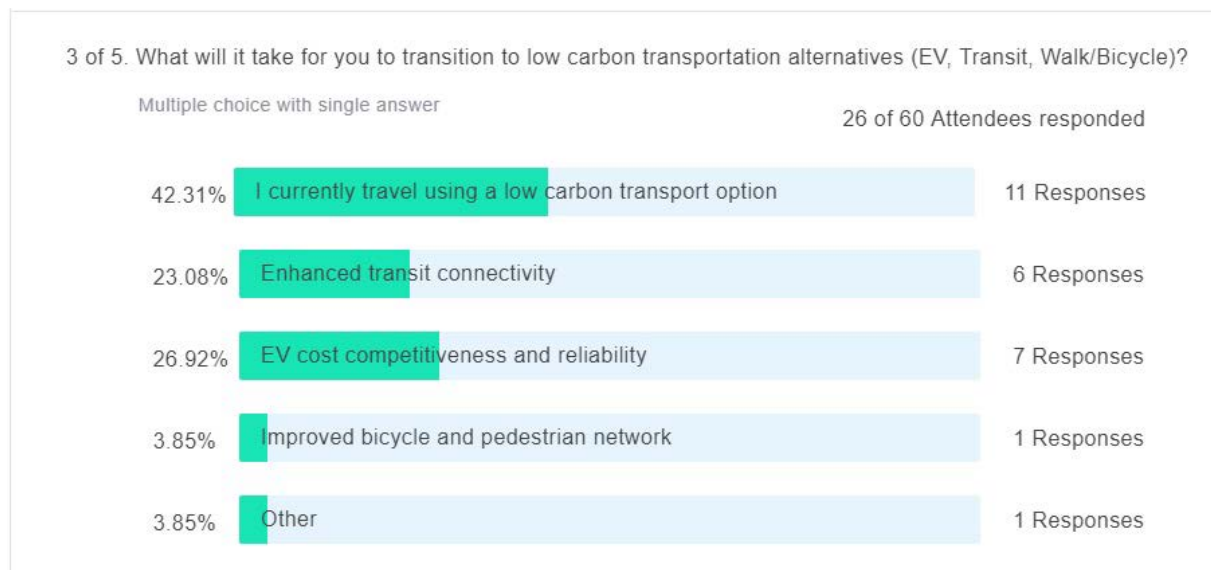 3 of 5. What will it take for you to transition to low carbon transportation alternatives (EV, Transit, Walk/Bicycle)?
Multiple choice with single answer
26 of 60 Attendees responded
42.31% I currently travel using a low carbon transport option 11 Responses
23.08% Enhanced transit connectivity 6 Responses
26.92% EV cost competitiveness and reliability 7 Responses
3.85% Improved bicycle and pedestrian network 1 Responses
3.85% Other 1 Responses